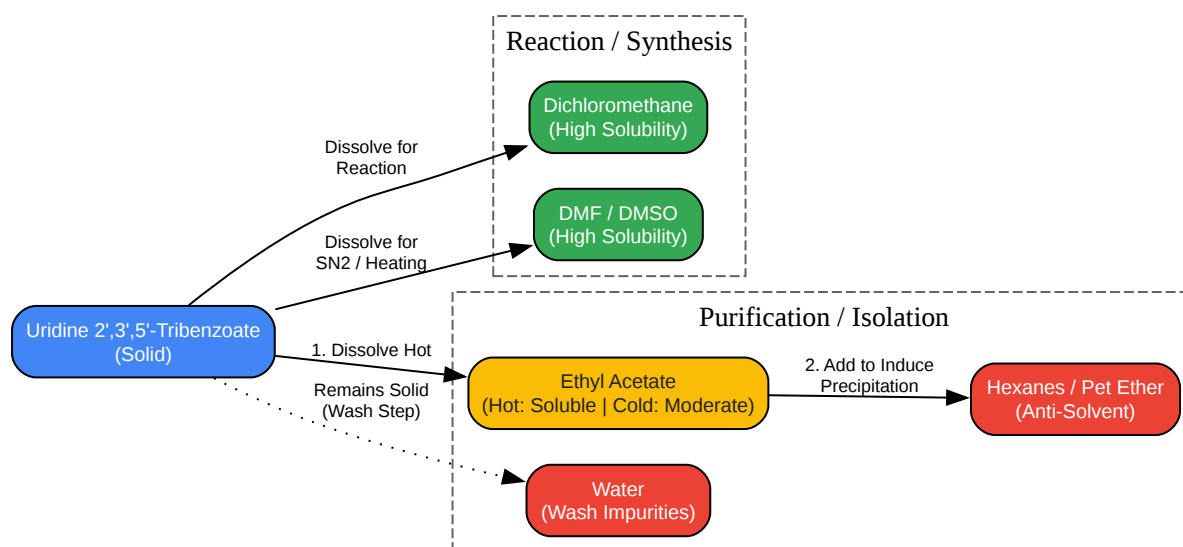 Reaction / Synthesis
Dichloromethane
(High Solubility)
Dissolve for
Reaction
DMF / DMSO
(High Solubility)
Dissolve for
SN2 / Heating
Uridine 2',3',5'-Tribenzoate
(Solid)
Purification / Isolation
1. Dissolve Hot
Ethyl Acetate
(Hot: Soluble | Cold: Moderate)
2. Add to Induce
Precipitation
Hexanes / Pet Ether
(Anti-Solvent)
Remains Solid
(Wash Step)
Water
(Wash Impurities)